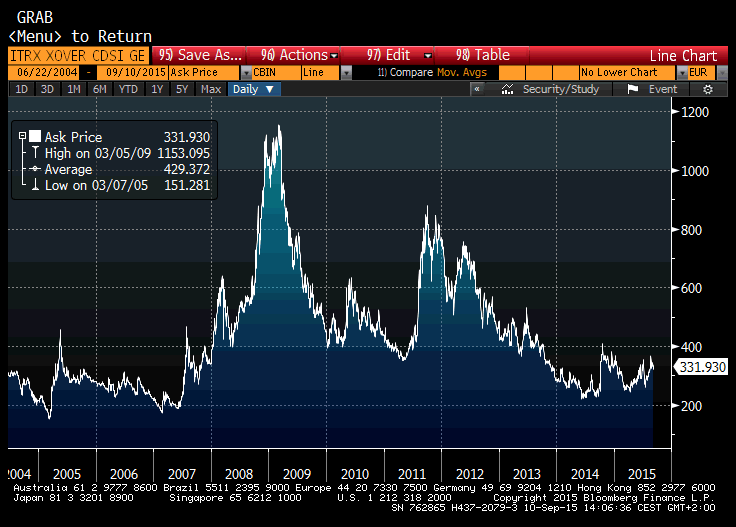 GRAB
<Menu> to Return
ITRX XOVER CDSI GE 95) Save As... 96) Actions 97) Edit 98) Table Line Chart
06/22/2004 - 09/10/2015 Ask Price CBIN Line 11) Compare Mov. Avgs No Lower Chart EUR
1D 3D 1M 6M YTD 1Y 5Y Max Daily ▼ « Security/Study Event
1200
Ask Price 331.930
High on 03/05/09 1153.095
Average 429.372
Low on 03/07/05 151.281
1000
800
600
400
331.930
200
2004 2005 2006 2007 2008 2009 2010 2011 2012 2013 2014 2015
Australia 61 2 9777 8600 Brazil 5511 2395 9000 Europe 44 20 7330 7500 Germany 49 69 9204 1210 Hong Kong 852 2977 6000
Japan 81 3 3201 8900 Singapore 65 6212 1000 U.S. 1 212 318 2000 Copyright 2015 Bloomberg Finance L.P.
SN 762865 H437-2079-3 10-Sep-15 14:06:36 CEST GMT+2:00